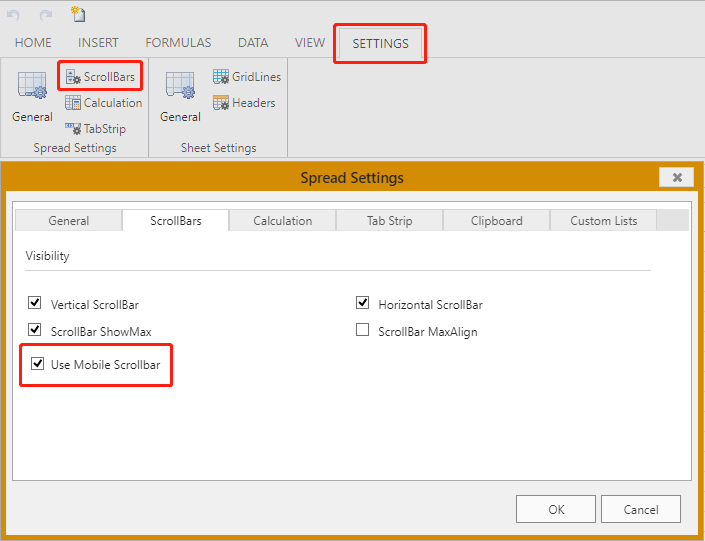 HOME INSERT FORMULAS DATA VIEW SETTINGS
ScrollBars GridLines
General Calculation General Headers
TabStrip
Spread Settings Sheet Settings
Spread Settings
General ScrollBars Calculation Tab Strip Clipboard Custom Lists
Visibility
Vertical ScrollBar Horizontal ScrollBar
ScrollBar ShowMax ScrollBar MaxAlign
Use Mobile Scrollbar
OK Cancel